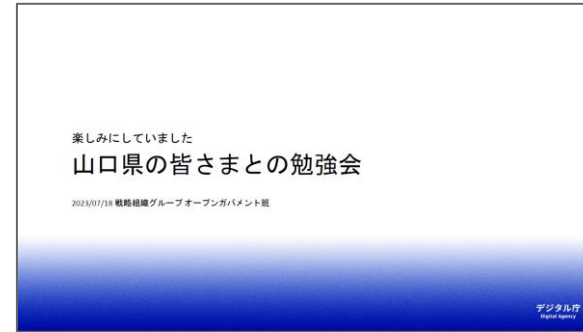 楽しみにしていました
山口県の皆さまとの勉強会
2023/07/18 戦略組織グループ オープンガバメント班
デジタル庁
Digital Agency